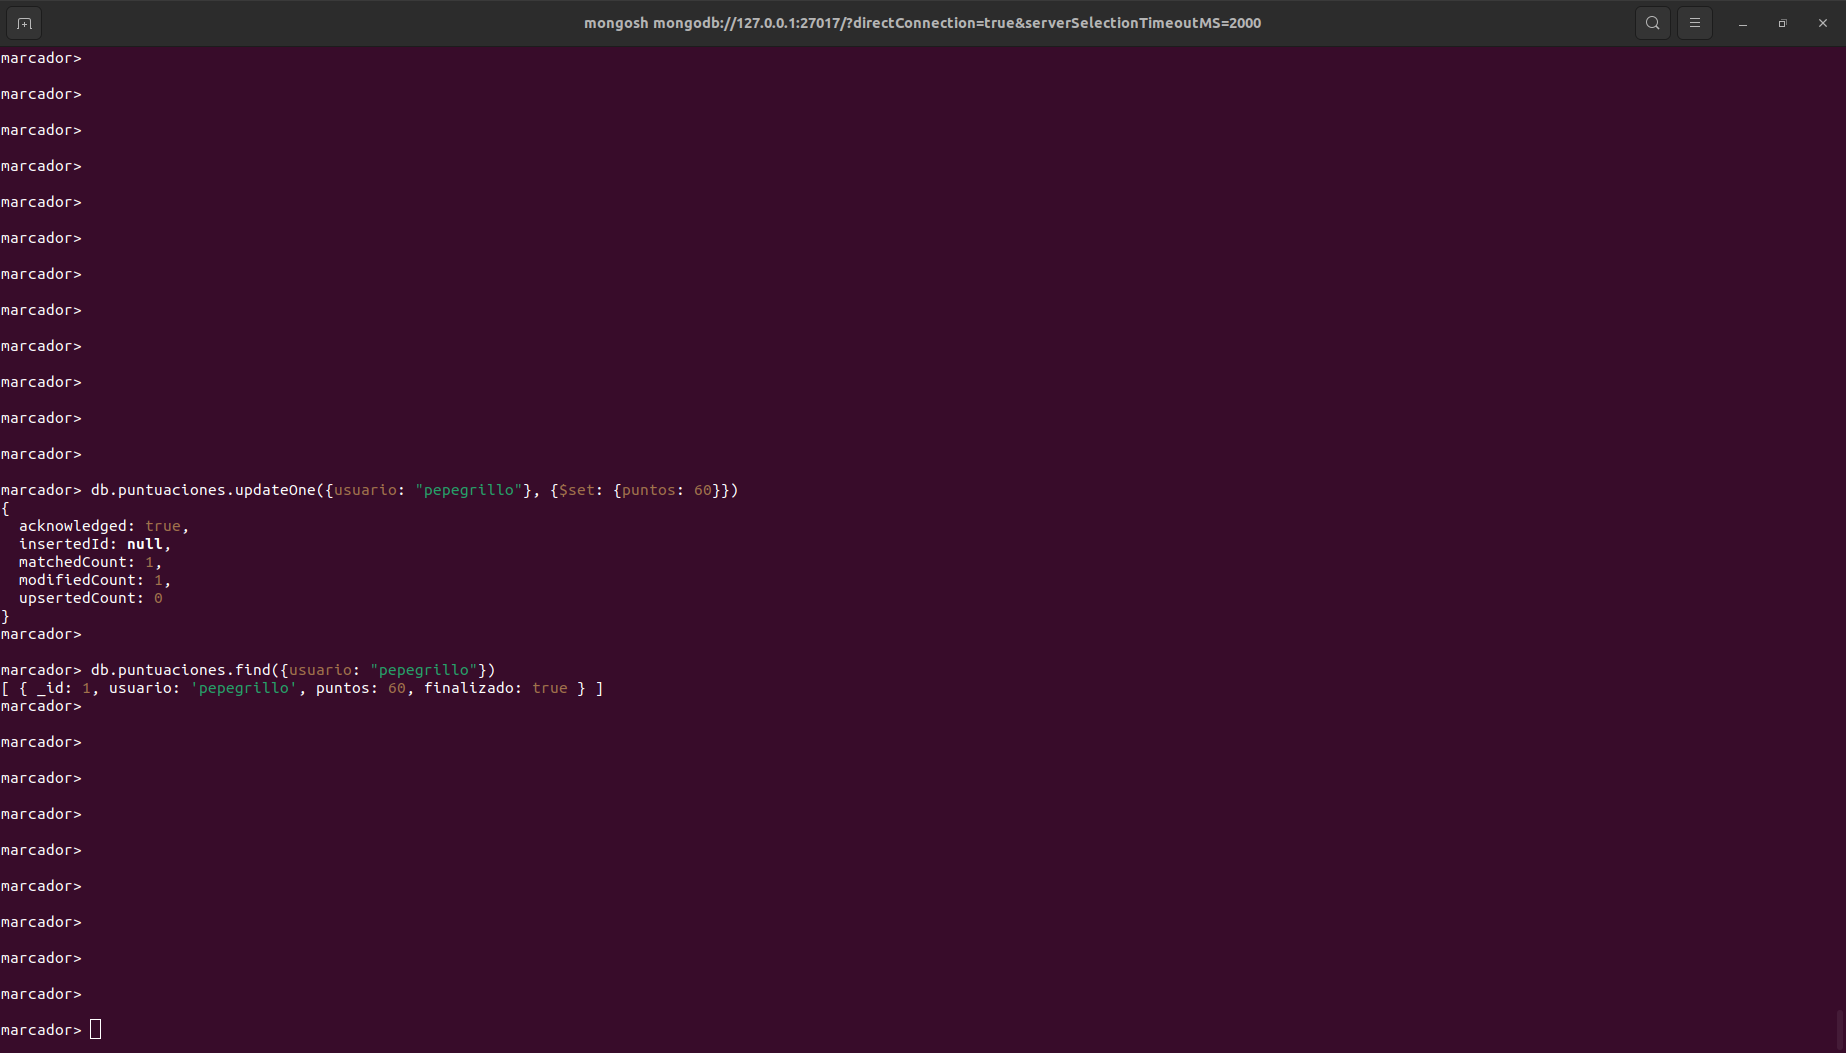 mongosh mongodb://127.0.0.1:27017/?directConnection=true&serverSelectionTimeoutMS=2000
marcador>
marcador>
marcador>
marcador>
marcador>
marcador>
marcador>
marcador>
marcador>
marcador>
marcador>
marcador>
marcador> db.puntuaciones.updateOne({usuario: "pepegrillo"}, {$set: {puntos: 60}})
{
  acknowledged: true,
  insertedId: null,
  matchedCount: 1,
  modifiedCount: 1,
  upsertedCount: 0
}
marcador>
marcador> db.puntuaciones.find({usuario: "pepegrillo"})
[ { _id: 1, usuario: 'pepegrillo', puntos: 60, finalizado: true } ]
marcador>
marcador>
marcador>
marcador>
marcador>
marcador>
marcador>
marcador>
marcador>
marcador>